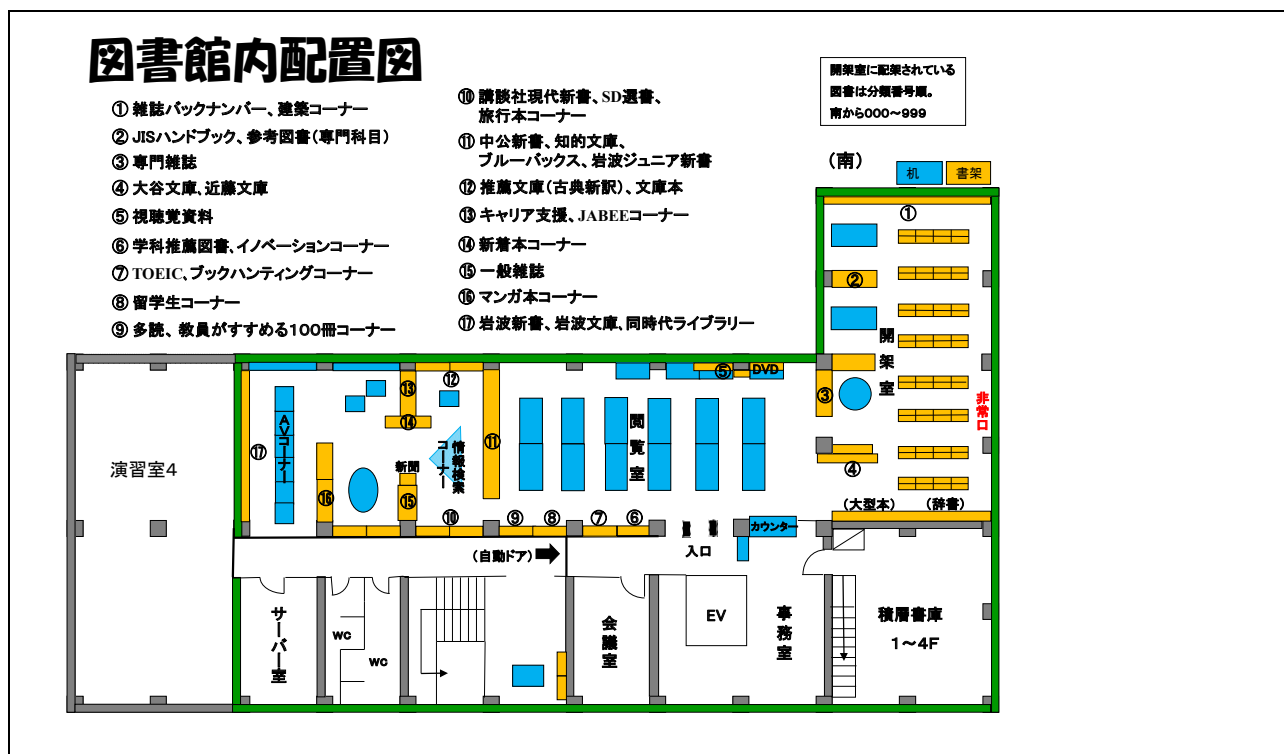 図書館内配置図
① 雑誌バックナンバー、建築コーナー
② JISハンドブック、参考図書(専門科目)
③ 専門雑誌
④ 大谷文庫、近藤文庫
⑤ 視聴覚資料
⑥ 学科推薦図書、イノベーションコーナー
⑦ TOEIC、ブックハンティングコーナー
⑧ 留学生コーナー
⑨ 多読、教員がすすめる100冊コーナー
⑩ 講談社現代新書、SD選書、
旅行本コーナー
⑪ 中公新書、知的文庫、
ブルーバックス、岩波ジュニア新書
⑫ 推薦文庫(古典新訳)、文庫本
⑬ キャリア支援、JABEEコーナー
⑭ 新着本コーナー
⑮ 一般雑誌
⑯ マンガ本コーナー
⑰ 岩波新書、岩波文庫、同時代ライブラリー
開架室に配架されている
図書は分類番号順。
南から000～999
(南)
机
書架
①
②
開架室
③
非常口
④
(大型本)
(辞書)
⑤
DVD
閲覧室
⑪
⑫
⑬
⑭
情報検索
コーナー
新聞
⑮
⑯
AVコーナー
⑰
演習室4
⑩
⑨
⑧
⑦
⑥
入口
カウンター
(自動ドア)
サーバー室
WC
WC
会議室
EV
事務室
積層書庫
1～4F